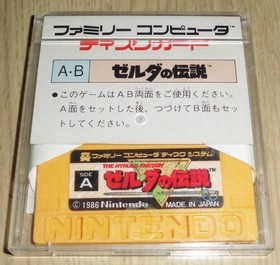 ファミリー コンピュータ
ディスクカード
A・B
ゼルダの伝説
●このゲームはAB両面をご使用ください。
A面をセットした後、つづけてB面もセ
ットしてください。
ファミリー コンピュータ ディスク システム
SIDE
A
THE HYRULE FANTASY
ゼルダの伝説
©1986 Nintendo
MADE IN JAPAN
NINTENDO